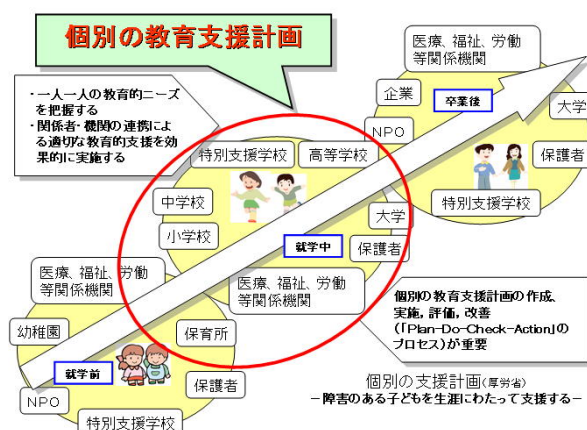 個別の教育支援計画
・一人一人の教育的ニーズ
を把握する
・関係者・機関の連携によ
る適切な教育的支援を効
果的に実施する
医療、福祉、労働
等関係機関
企業
卒業後
大学
NPO
保護者
特別支援学校
特別支援学校
高等学校
中学校
小学校
大学
就学中
保護者
医療、福祉、労働
等関係機関
医療、福祉、労働
等関係機関
幼稚園
保育所
就学前
保護者
NPO
特別支援学校
個別の教育支援計画の作成、
実施，評価，改善
(「Plan-Do-Check-Action」の
プロセス)が重要
個別の支援計画(厚労省)
－障害のある子どもを生涯にわたって支援する－